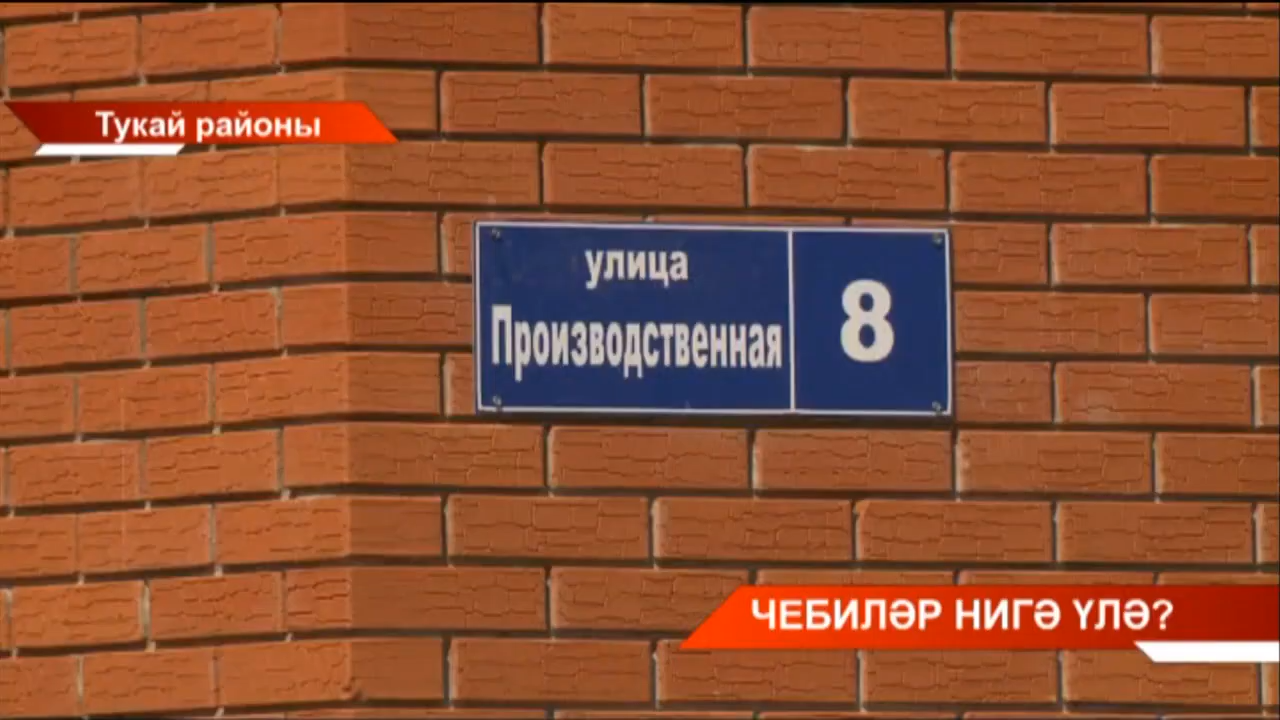 Тукай районы
улица
Производственная
8
ЧЕБИЛӘР НИГӘ ҮЛӘ?